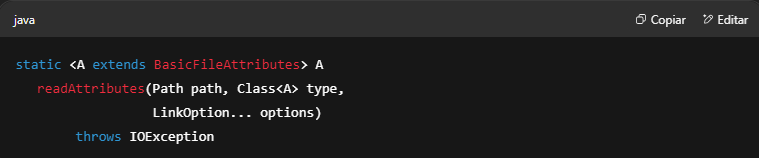 java Copiar Editar
static <A extends BasicFileAttributes> A
readAttributes(Path path, Class<A> type,
LinkOption... options)
throws IOException